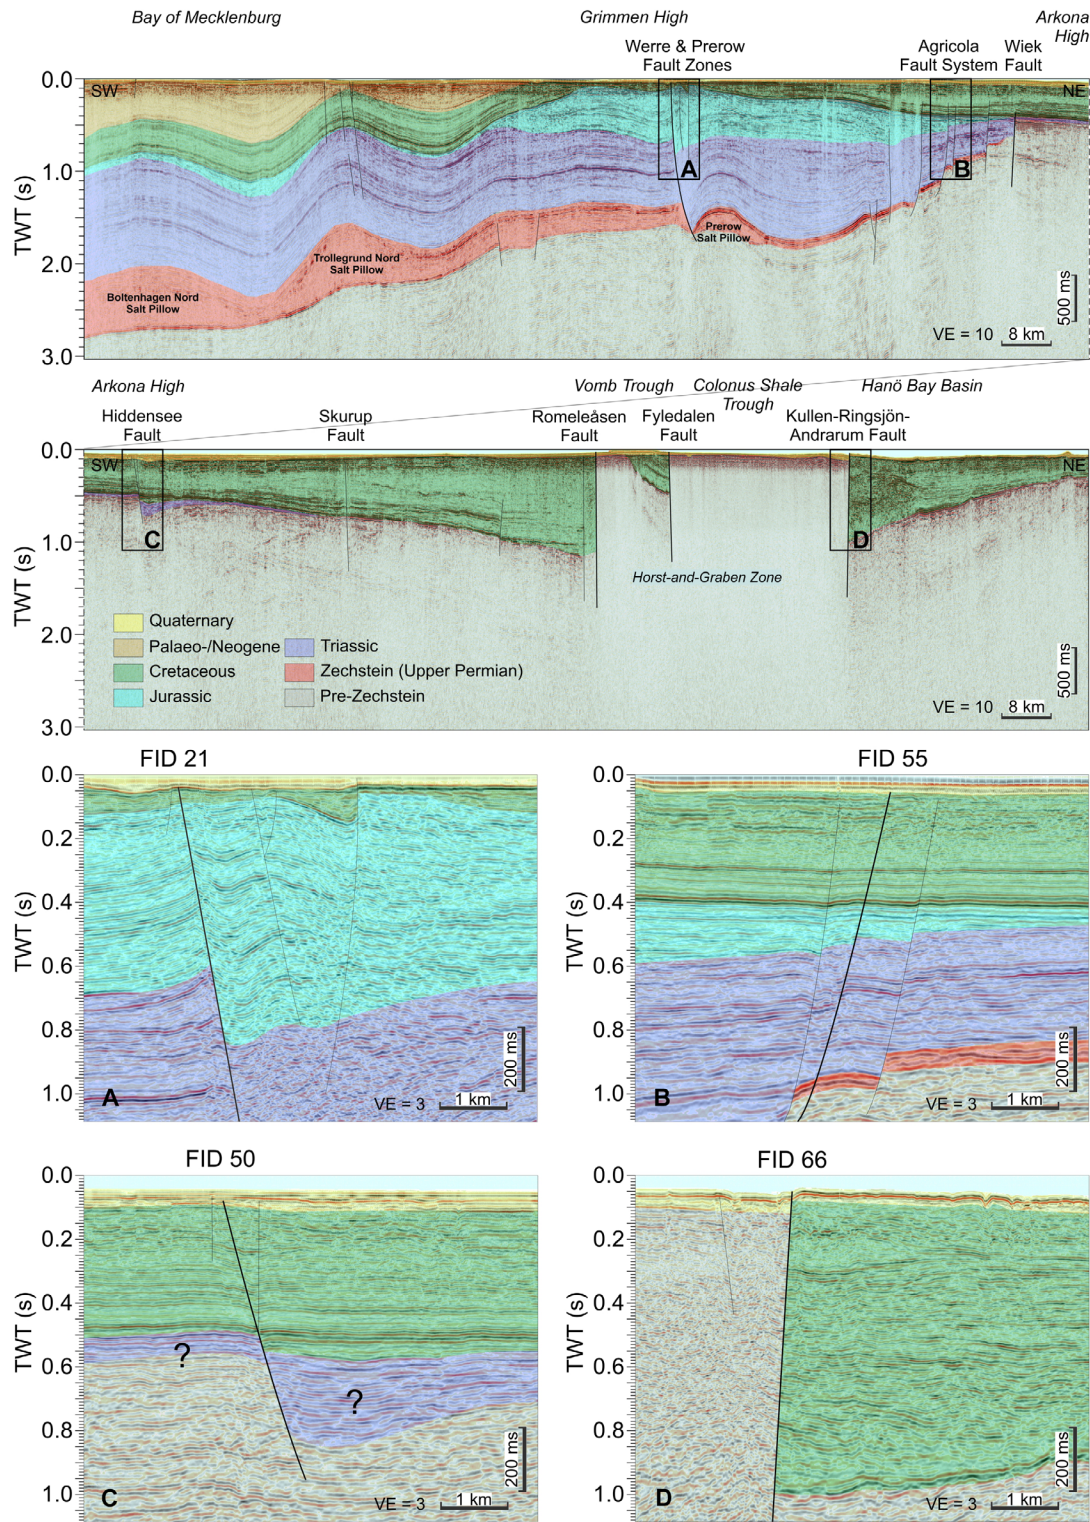 Bay of Mecklenburg
Grimmen High
Arkona
High
Werre & Prerow
Fault Zones
Agricola
Fault System
Wiek
Fault
0.0
SW
NE
1.0
A
B
TWT (s)
2.0
Prerow
Salt Pillow
Trollegrund Nord
Salt Pillow
Boltenhagen Nord
Salt Pillow
500 ms
VE = 10
8 km
3.0
Arkona High
Vomb Trough
Colonus Shale
Trough
Hanö Bay Basin
Hiddensee
Fault
Skurup
Fault
Romeleåsen
Fault
Fyledalen
Fault
Kullen-Ringsjön-
Andrarum Fault
0.0
SW
NE
1.0
C
D
TWT (s)
Horst-and-Graben Zone
2.0
Quaternary
Palaeo-/Neogene
Triassic
Cretaceous
Zechstein (Upper Permian)
Jurassic
Pre-Zechstein
500 ms
VE = 10
8 km
3.0
FID 21
0.0
0.2
0.4
TWT (s)
0.6
0.8
1.0
A
VE = 3
1 km
200 ms
FID 55
0.0
0.2
0.4
TWT (s)
0.6
0.8
1.0
B
VE = 3
1 km
200 ms
FID 50
0.0
0.2
0.4
TWT (s)
0.6
?
?
0.8
1.0
C
VE = 3
1 km
200 ms
FID 66
0.0
0.2
0.4
TWT (s)
0.6
0.8
1.0
D
VE = 3
1 km
200 ms